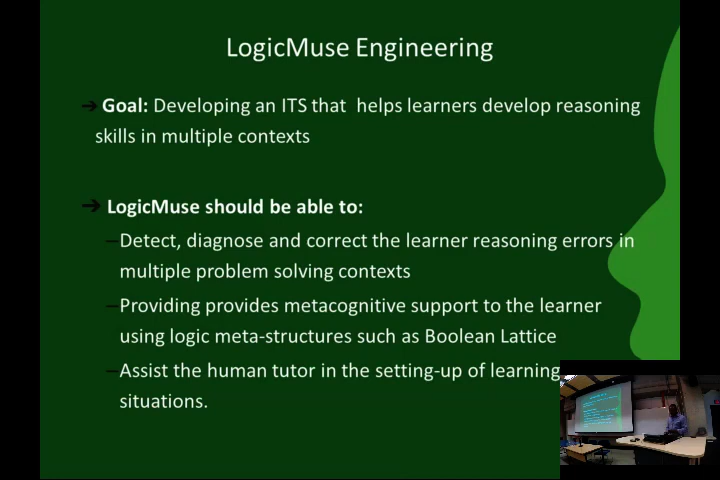 LogicMuse Engineering
→ Goal: Developing an ITS that helps learners develop reasoning
skills in multiple contexts
→ LogicMuse should be able to:
–Detect, diagnose and correct the learner reasoning errors in
multiple problem solving contexts
–Providing provides metacognitive support to the learner
using logic meta-structures such as Boolean Lattice
–Assist the human tutor in the setting-up of learning
situations.